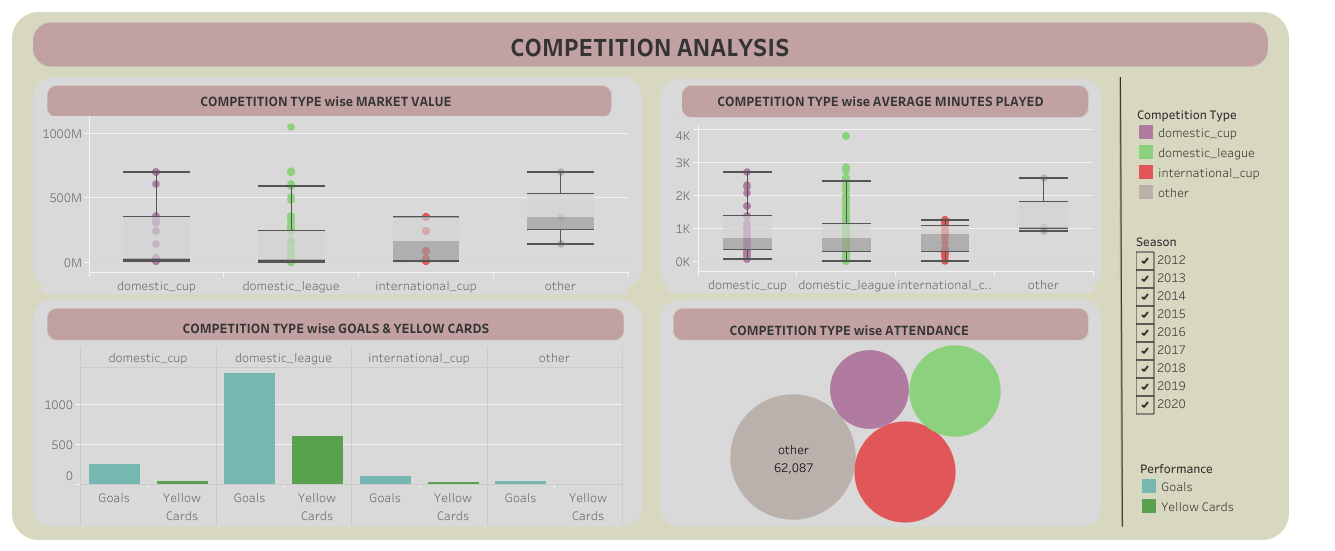 COMPETITION ANALYSIS
COMPETITION TYPE wise MARKET VALUE
1000M
500M
0M
domestic_cup
domestic_league
international_cup
other
COMPETITION TYPE wise AVERAGE MINUTES PLAYED
4K
3K
2K
1K
0K
domestic_cup
domestic_league
international_c..
other
COMPETITION TYPE wise GOALS & YELLOW CARDS
domestic_cup
domestic_league
international_cup
other
1000
500
0
Goals
Yellow
Cards
Goals
Yellow
Cards
Goals
Yellow
Cards
Goals
Yellow
Cards
COMPETITION TYPE wise ATTENDANCE
other
62,087
Competition Type
domestic_cup
domestic_league
international_cup
other
Season
2012
2013
2014
2015
2016
2017
2018
2019
2020
Performance
Goals
Yellow Cards